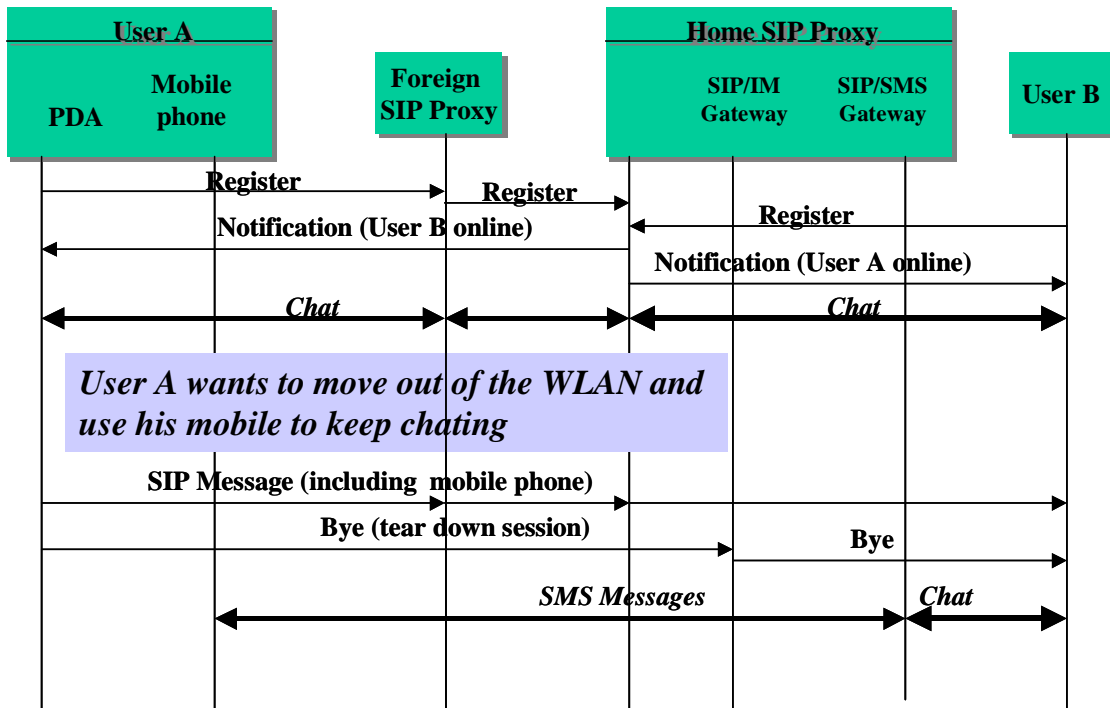 User A
Home SIP Proxy
PDA
Mobile
phone
Foreign
SIP Proxy
SIP/IM
Gateway
SIP/SMS
Gateway
User B
Register
Register
Register
Notification (User B online)
Notification (User A online)
Chat
Chat
User A wants to move out of the WLAN and
use his mobile to keep chating
SIP Message (including mobile phone)
Bye (tear down session)
Bye
SMS Messages
Chat